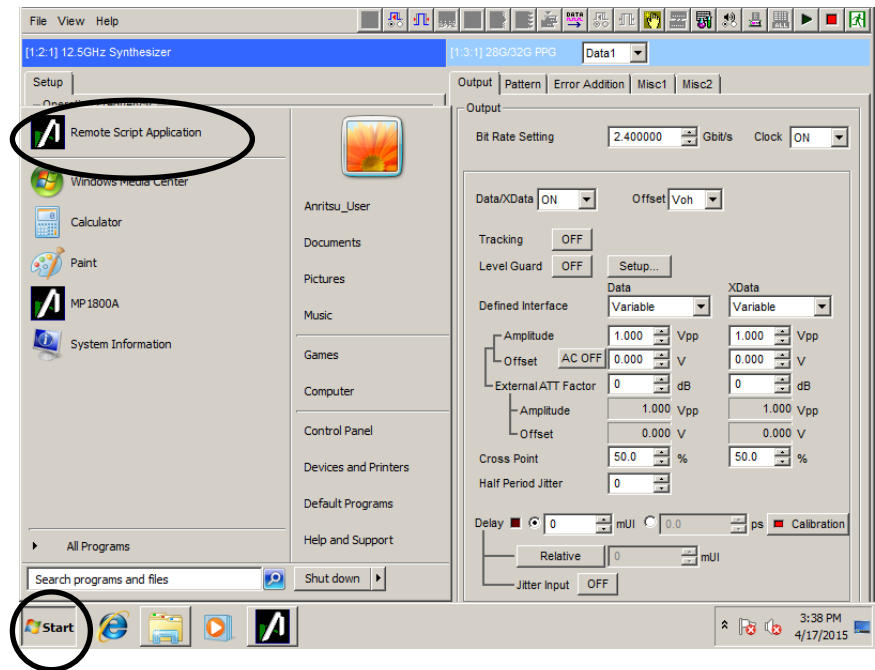 File View Help
DATA
[1:2:1] 12.5GHz Synthesizer
[1:3:1] 28G/32G PPG Data1
Setup
Output Pattern Error Addition Misc1 Misc2
Remote Script Application
Windows Media Center
Calculator
Paint
MP1800A
System Information
All Programs
Search programs and files
Anritsu_User
Documents
Pictures
Music
Games
Computer
Control Panel
Devices and Printers
Default Programs
Help and Support
Shut down
Output
Bit Rate Setting 2.400000 Gbit/s Clock ON
Data/XData ON Offset Voh
Tracking OFF
Level Guard OFF Setup...
Data XData
Defined Interface Variable Variable
Amplitude 1.000 Vpp 1.000 Vpp
Offset AC OFF 0.000 V 0.000 V
External ATT Factor 0 dB 0 dB
Amplitude 1.000 Vpp 1.000 Vpp
Offset 0.000 V 0.000 V
Cross Point 50.0 % 50.0 %
Half Period Jitter 0
Delay 0 mUI 0.0 ps Calibration
Relative 0 mUI
Jitter Input OFF
Start
3:38 PM
4/17/2015